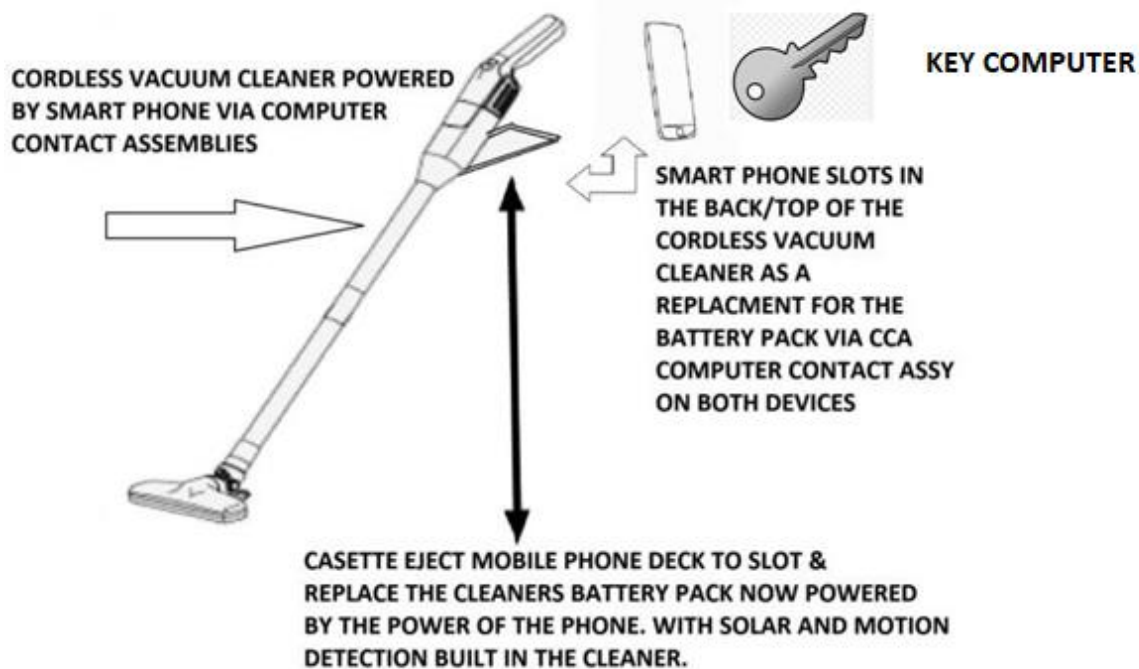 CORDLESS VACUUM CLEANER POWERED
BY SMART PHONE VIA COMPUTER
CONTACT ASSEMBLIES
KEY COMPUTER
SMART PHONE SLOTS IN
THE BACK/TOP OF THE
CORDLESS VACUUM
CLEANER AS A
REPLACMENT FOR THE
BATTERY PACK VIA CCA
COMPUTER CONTACT ASSY
ON BOTH DEVICES
CASETTE EJECT MOBILE PHONE DECK TO SLOT &
REPLACE THE CLEANERS BATTERY PACK NOW POWERED
BY THE POWER OF THE PHONE. WITH SOLAR AND MOTION
DETECTION BUILT IN THE CLEANER.